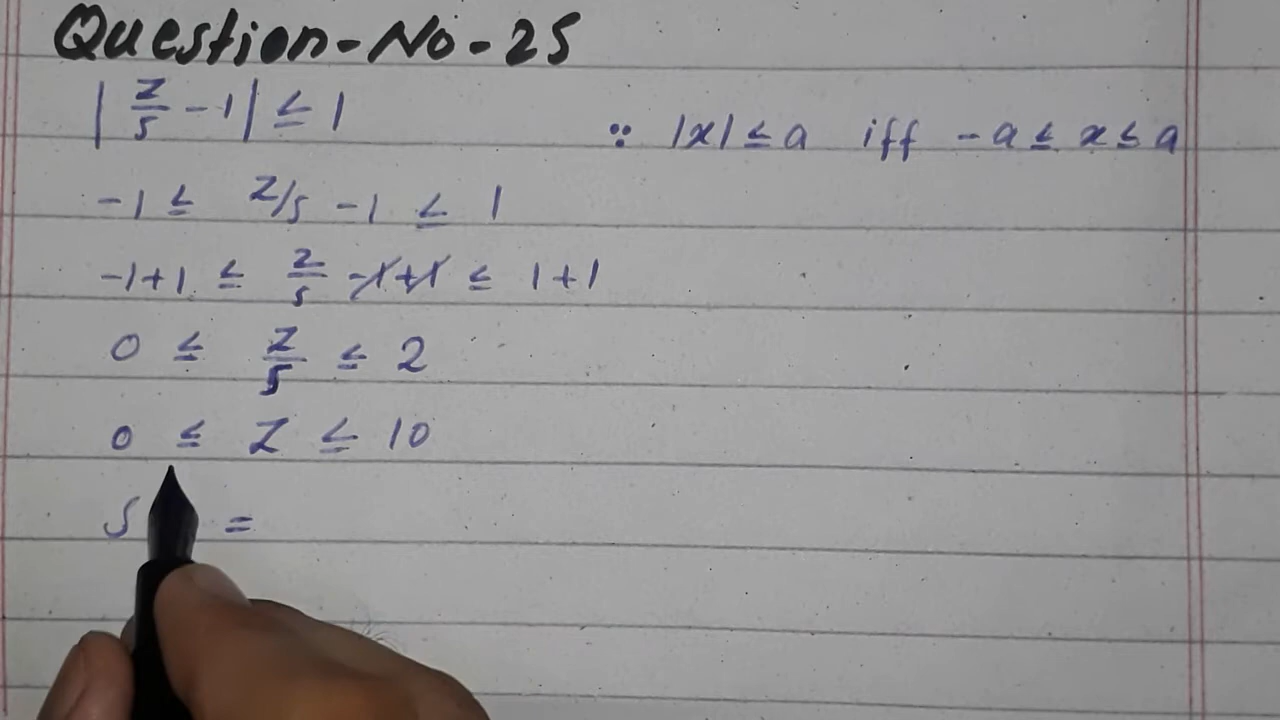 Question-No-25
|z/5 - 1| ≤ 1
∵ |x| ≤ a iff -a ≤ x ≤ a
-1 ≤ z/5 - 1 ≤ 1
-1+1 ≤ z/5 -1+1 ≤ 1+1
0 ≤ z/5 ≤ 2
0 ≤ z ≤ 10
S =